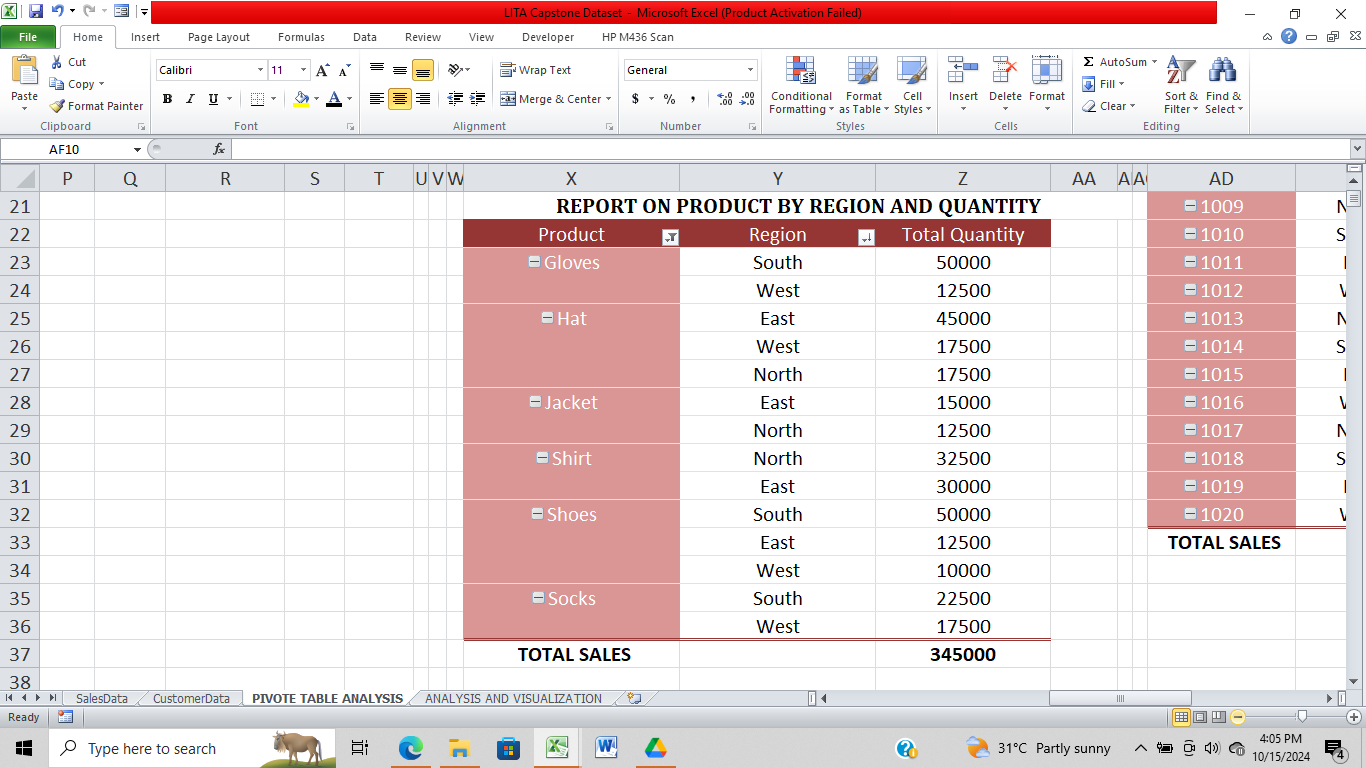 LITA Capstone Dataset - Microsoft Excel (Product Activation Failed)
File Home Insert Page Layout Formulas Data Review View Developer HP M436 Scan
Paste
Cut
Copy
Format Painter
Clipboard
Calibri 11
B I U
Font
Wrap Text
Merge & Center
Alignment
General
$ % ,
Number
Conditional Formatting
Format as Table
Cell Styles
Styles
Insert Delete Format
Cells
AutoSum
Fill
Clear
Sort & Filter
Find & Select
Editing
AF10 fx
P Q R S T U V W X Y Z AA AD
21 REPORT ON PRODUCT BY REGION AND QUANTITY 1009 N
22 Product Region Total Quantity 1010 S
23 Gloves South 50000 1011
24 West 12500 1012
25 Hat East 45000 1013 N
26 West 17500 1014 S
27 North 17500 1015
28 Jacket East 15000 1016
29 North 12500 1017 N
30 Shirt North 32500 1018 S
31 East 30000 1019
32 Shoes South 50000 1020
33 East 12500 TOTAL SALES
34 West 10000
35 Socks South 22500
36 West 17500
37 TOTAL SALES 345000
38
SalesData CustomerData PIVOTE TABLE ANALYSIS ANALYSIS AND VISUALIZATION
Ready
Type here to search
31°C Partly sunny
4:05 PM
10/15/2024
4